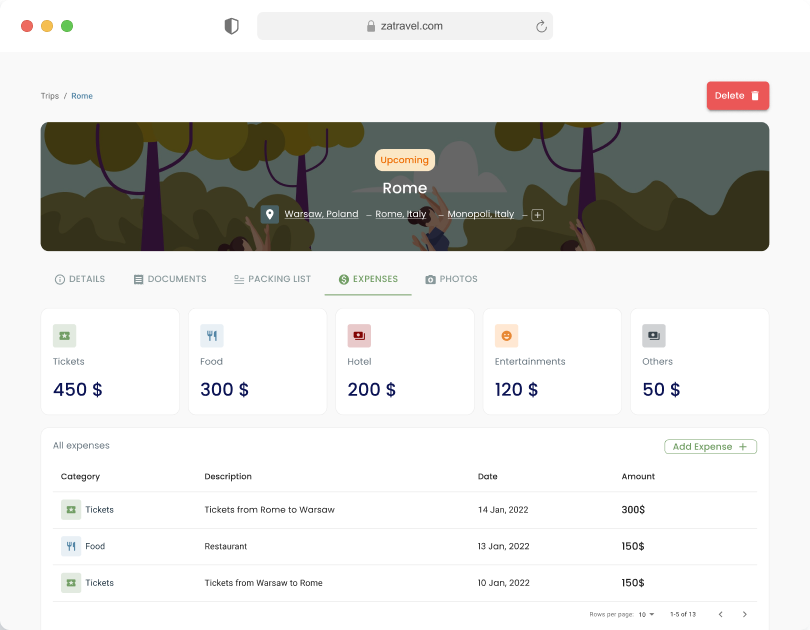 zatravel.com
Trips / Rome
Delete
Upcoming
Rome
Warsaw, Poland – Rome, Italy – Monopoli, Italy –
DETAILS DOCUMENTS PACKING LIST EXPENSES PHOTOS
Tickets Food Hotel Entertainments Others
450 $ 300 $ 200 $ 120 $ 50 $
All expenses
Add Expense +
Category Description Date Amount
Tickets Tickets from Rome to Warsaw 14 Jan, 2022 300$
Food Restaurant 13 Jan, 2022 150$
Tickets Tickets from Warsaw to Rome 10 Jan, 2022 150$
Rows per page: 10 1-5 of 13